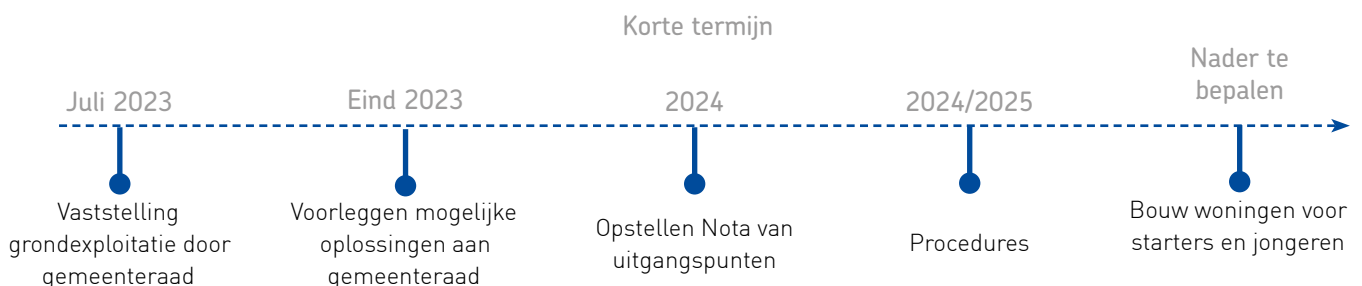 Korte termijn
Juli 2023
Eind 2023
2024
2024/2025
Nader te
bepalen
Vaststelling
grondexploitatie door
gemeenteraad
Voorleggen mogelijke
oplossingen aan
gemeenteraad
Opstellen Nota van
uitgangspunten
Procedures
Bouw woningen voor
starters en jongeren